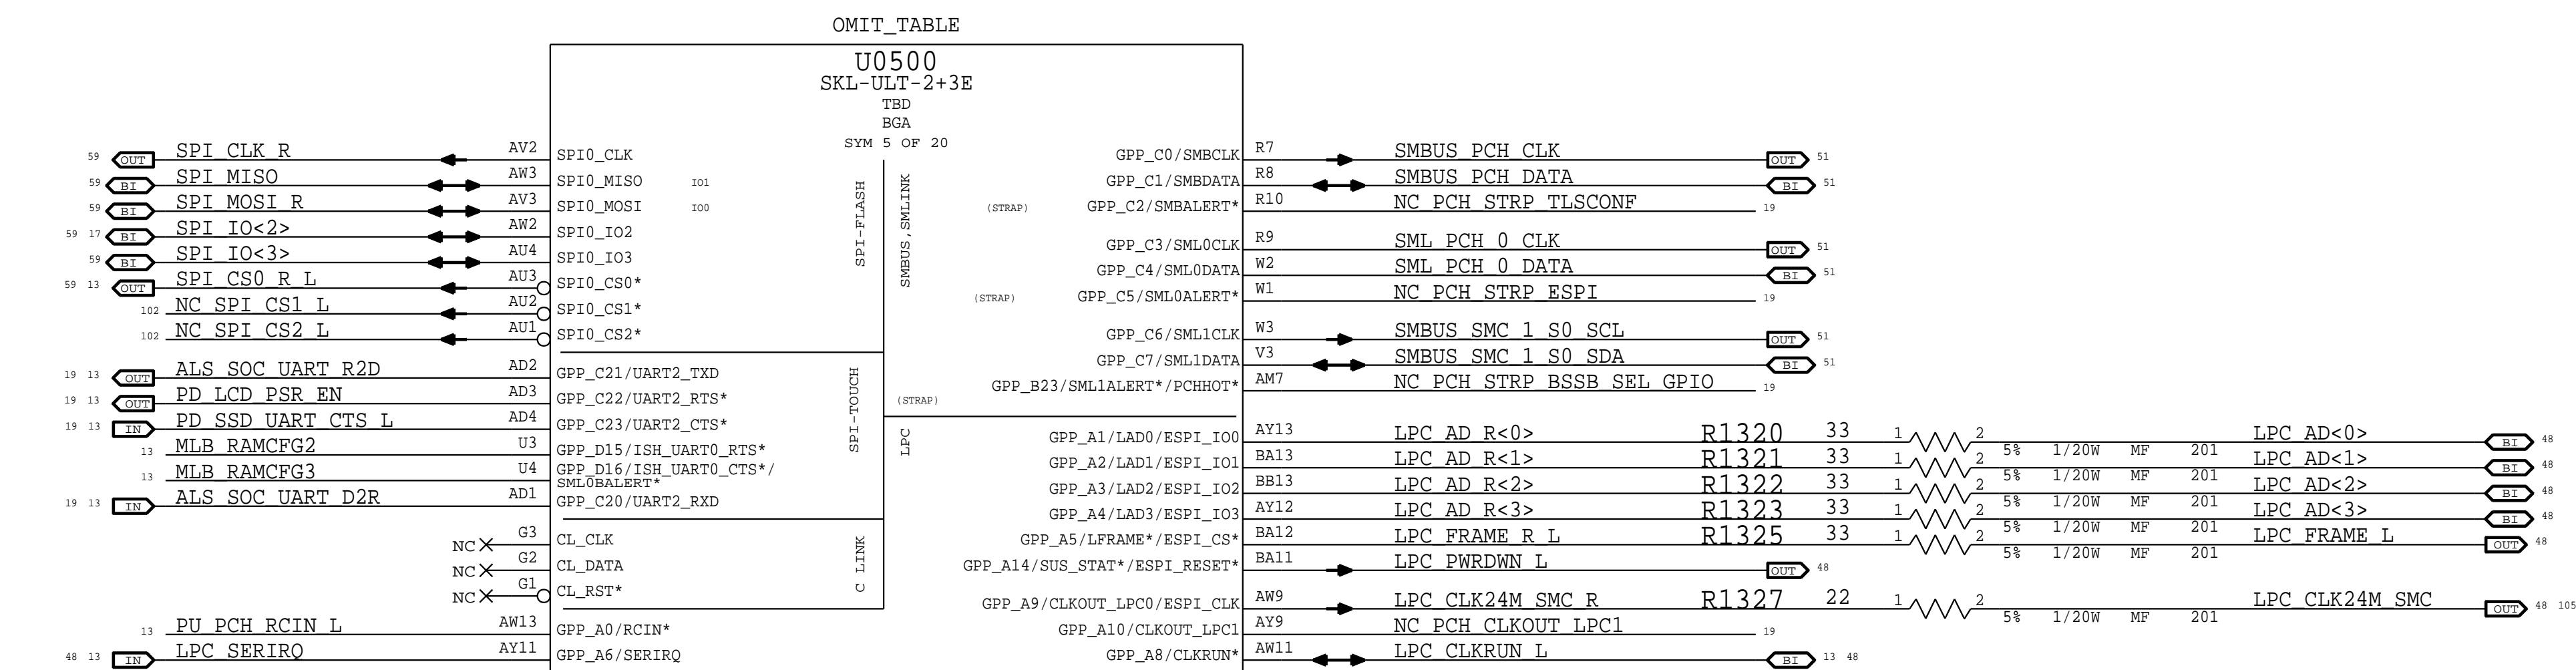 OMIT_TABLE
U0500
SKL-ULT-2+3E
TBD
BGA
SYM 5 OF 20
59 OUT SPI_CLK_R AV2 SPI0_CLK
59 BI SPI_MISO AW3 SPI0_MISO IO1
59 BI SPI_MOSI_R AV3 SPI0_MOSI IO0
59 17 BI SPI_IO<2> AW2 SPI0_IO2
59 BI SPI_IO<3> AU4 SPI0_IO3
59 13 OUT SPI_CS0_R_L AU3 SPI0_CS0*
102 NC_SPI_CS1_L AU2 SPI0_CS1*
102 NC_SPI_CS2_L AU1 SPI0_CS2*
SPI-FLASH
19 13 OUT ALS_SOC_UART_R2D AD2 GPP_C21/UART2_TXD
19 13 OUT PD_LCD_PSR_EN AD3 GPP_C22/UART2_RTS*
19 13 IN PD_SSD_UART_CTS_L AD4 GPP_C23/UART2_CTS*
13 MLB_RAMCFG2 U3 GPP_D15/ISH_UART0_RTS*
13 MLB_RAMCFG3 U4 GPP_D16/ISH_UART0_CTS*/
SML0BALERT*
19 13 IN ALS_SOC_UART_D2R AD1 GPP_C20/UART2_RXD
SPI-TOUCH
NC G3 CL_CLK
NC G2 CL_DATA
NC G1 CL_RST*
C LINK
13 PU_PCH_RCIN_L AW13 GPP_A0/RCIN*
48 13 IN LPC_SERIRQ AY11 GPP_A6/SERIRQ
SMBUS,SMLINK
GPP_C0/SMBCLK R7 SMBUS_PCH_CLK OUT 51
GPP_C1/SMBDATA R8 SMBUS_PCH_DATA BI 51
(STRAP) GPP_C2/SMBALERT* R10 NC_PCH_STRP_TLSCONF 19
GPP_C3/SML0CLK R9 SML_PCH_0_CLK OUT 51
GPP_C4/SML0DATA W2 SML_PCH_0_DATA BI 51
(STRAP) GPP_C5/SML0ALERT* W1 NC_PCH_STRP_ESPI 19
GPP_C6/SML1CLK W3 SMBUS_SMC_1_S0_SCL OUT 51
GPP_C7/SML1DATA V3 SMBUS_SMC_1_S0_SDA BI 51
GPP_B23/SML1ALERT*/PCHHOT* AM7 NC_PCH_STRP_BSSB_SEL_GPIO 19
(STRAP)
LPC
GPP_A1/LAD0/ESPI_IO0 AY13 LPC_AD_R<0> R1320 33 1 2 5% 1/20W MF 201 LPC_AD<0> BI 48
GPP_A2/LAD1/ESPI_IO1 BA13 LPC_AD_R<1> R1321 33 1 2 5% 1/20W MF 201 LPC_AD<1> BI 48
GPP_A3/LAD2/ESPI_IO2 BB13 LPC_AD_R<2> R1322 33 1 2 5% 1/20W MF 201 LPC_AD<2> BI 48
GPP_A4/LAD3/ESPI_IO3 AY12 LPC_AD_R<3> R1323 33 1 2 5% 1/20W MF 201 LPC_AD<3> BI 48
GPP_A5/LFRAME*/ESPI_CS* BA12 LPC_FRAME_R_L R1325 33 1 2 5% 1/20W MF 201 LPC_FRAME_L OUT 48
GPP_A14/SUS_STAT*/ESPI_RESET* BA11 LPC_PWRDWN_L OUT 48
GPP_A9/CLKOUT_LPC0/ESPI_CLK AW9 LPC_CLK24M_SMC_R R1327 22 1 2 5% 1/20W MF 201 LPC_CLK24M_SMC OUT 48 105
GPP_A10/CLKOUT_LPC1 AY9 NC_PCH_CLKOUT_LPC1 19
GPP_A8/CLKRUN* AW11 LPC_CLKRUN_L BI 13 48